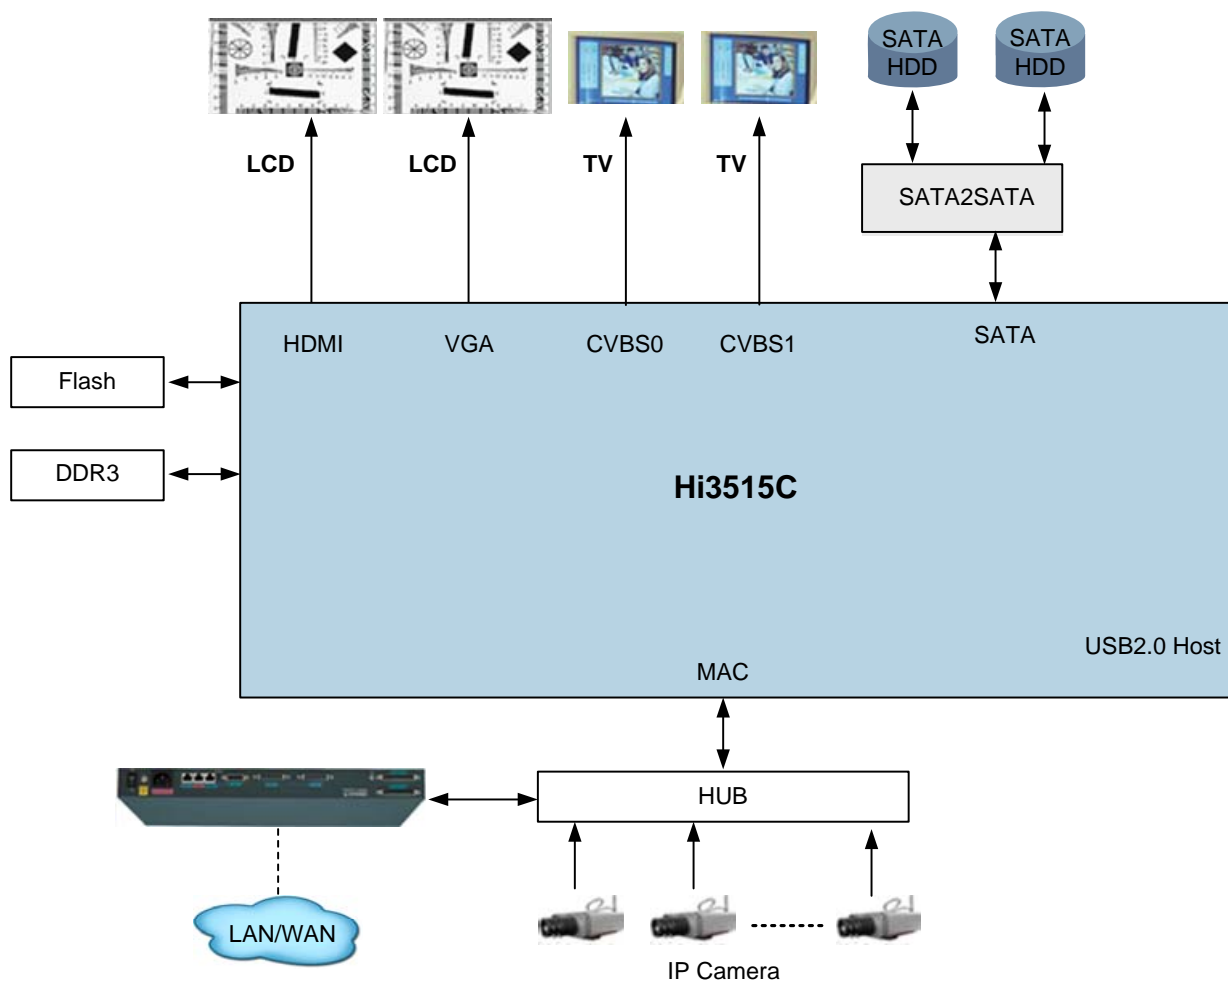 SATA
HDD
SATA
HDD
LCD
LCD
TV
TV
SATA2SATA
HDMI
VGA
CVBS0
CVBS1
SATA
Flash
DDR3
Hi3515C
USB2.0 Host
MAC
HUB
LAN/WAN
IP Camera